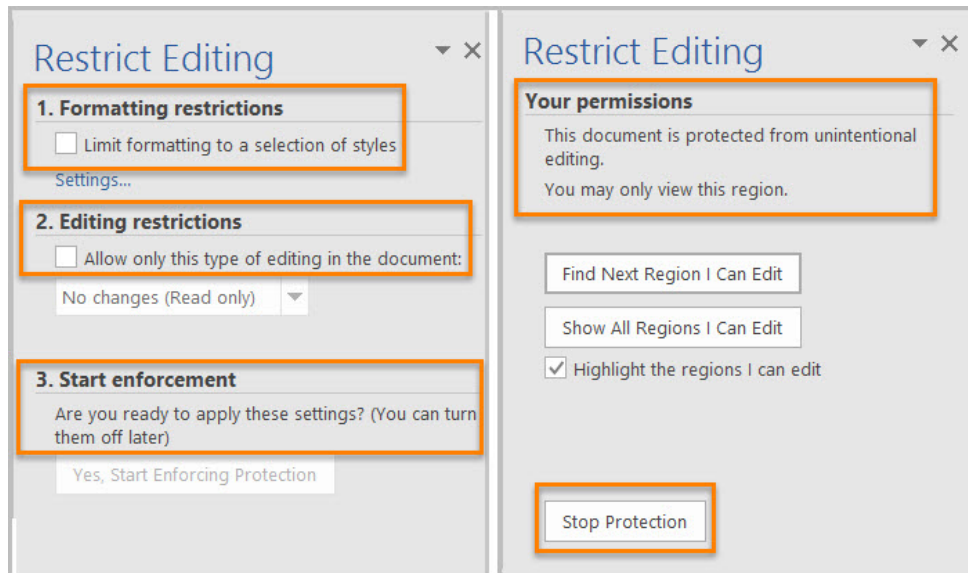 Restrict Editing
1. Formatting restrictions
Limit formatting to a selection of styles
Settings...
2. Editing restrictions
Allow only this type of editing in the document:
No changes (Read only)
3. Start enforcement
Are you ready to apply these settings? (You can turn
them off later)
Yes, Start Enforcing Protection
Restrict Editing
Your permissions
This document is protected from unintentional
editing.
You may only view this region.
Find Next Region I Can Edit
Show All Regions I Can Edit
Highlight the regions I can edit
Stop Protection